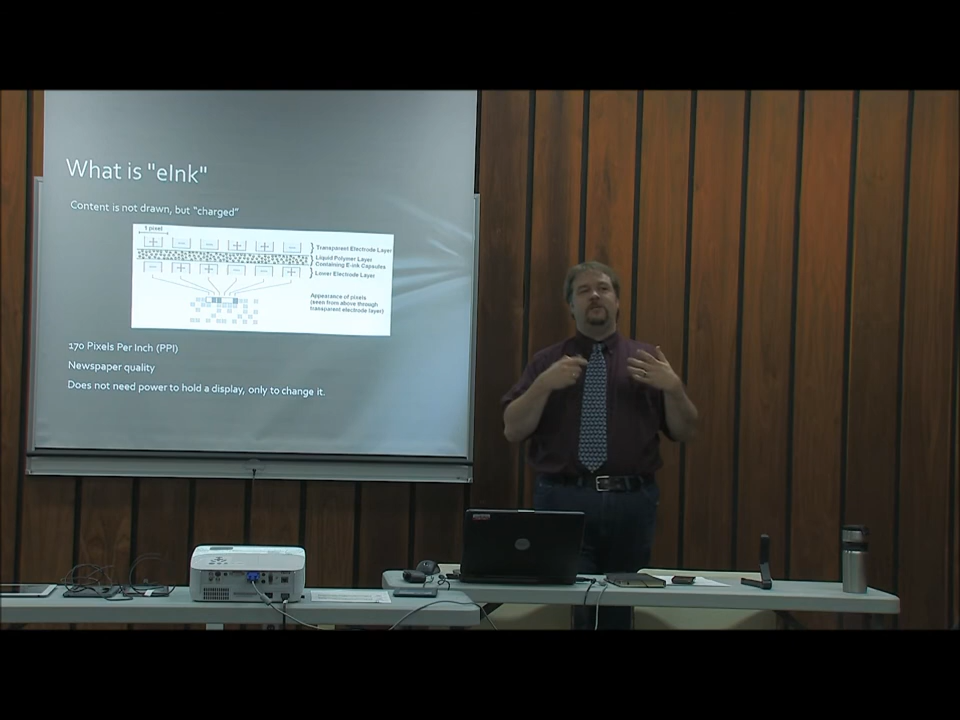 What is "eInk"
Content is not drawn, but "charged"
1 pixel
+ − − + + −
Transparent Electrode Layer
Liquid Polymer Layer
Containing E-ink Capsules
− + + − − +
Lower Electrode Layer
Appearance of pixels
(seen from above through
transparent electrode layer)
170 Pixels Per Inch (PPI)
Newspaper quality
Does not need power to hold a display, only to change it.